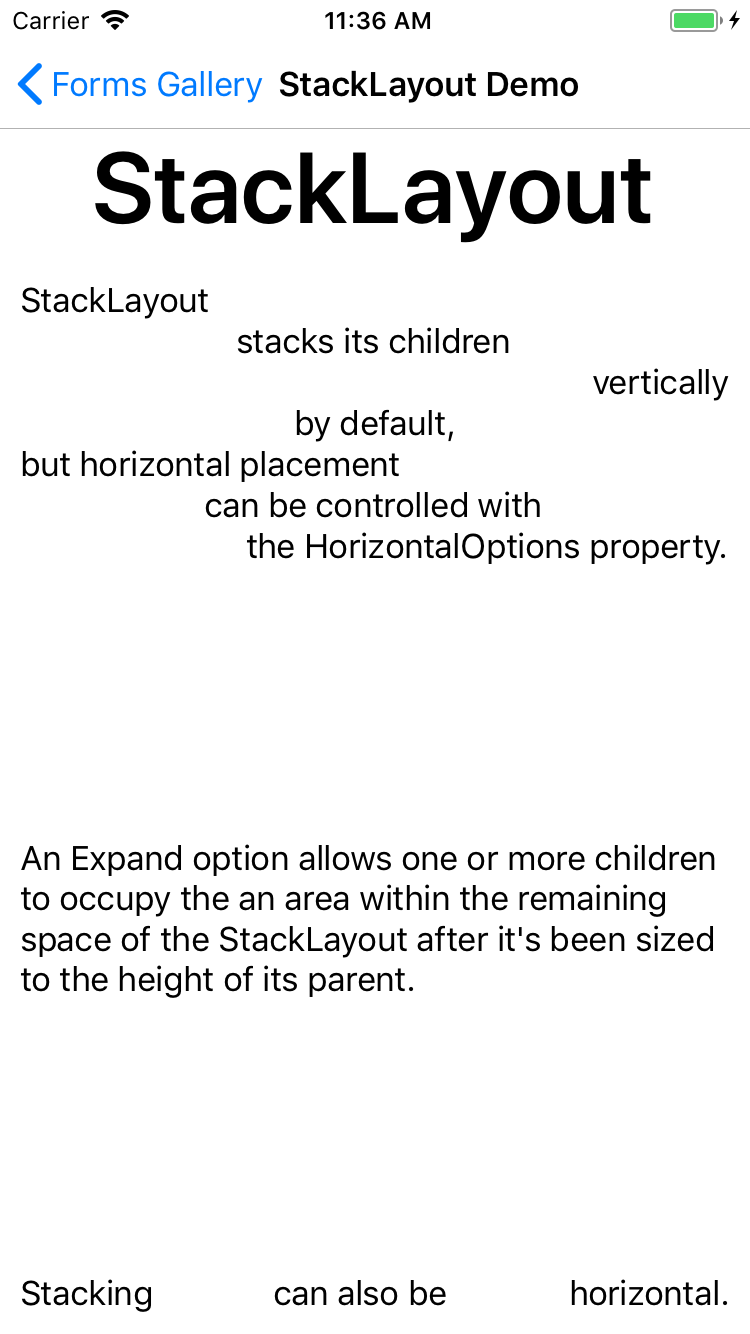 Carrier 11:36 AM
Forms Gallery StackLayout Demo
StackLayout
StackLayout
stacks its children
vertically
by default,
but horizontal placement
can be controlled with
the HorizontalOptions property.
An Expand option allows one or more children
to occupy the an area within the remaining
space of the StackLayout after it's been sized
to the height of its parent.
Stacking can also be horizontal.